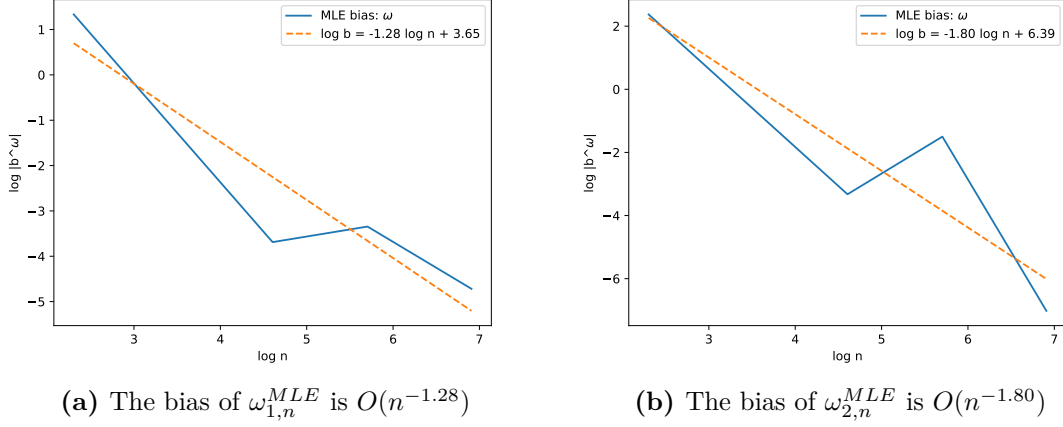 1
0
−1
−2
−3
−4
−5
log |b^ω|
3
4
5
6
7
log n
MLE bias: ω
log b = -1.28 log n + 3.65
(a) The bias of ω_{1,n}^{MLE} is O(n^{−1.28})
2
0
−2
−4
−6
log |b^ω|
3
4
5
6
7
log n
MLE bias: ω
log b = -1.80 log n + 6.39
(b) The bias of ω_{2,n}^{MLE} is O(n^{−1.80})